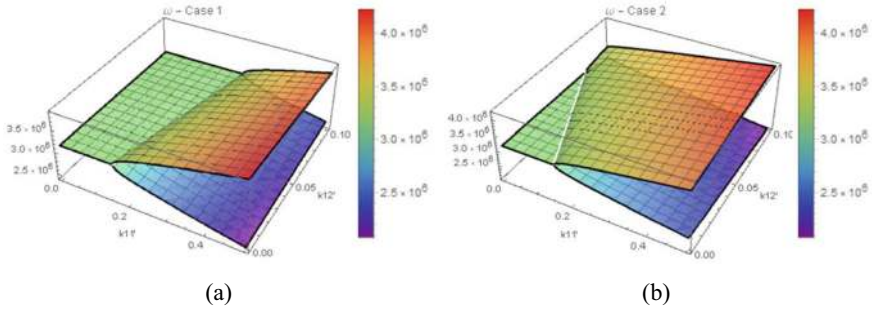 ω – Case 1
4.0 × 10⁶
3.5 × 10⁶
3.0 × 10⁶
2.5 × 10⁶
3.5 × 10⁶
3.0 × 10⁶
2.5 × 10⁶
0.0
0.2
0.4
k11'
0.00
0.05
0.10
k12'
(a)
ω – Case 2
4.0 × 10⁶
3.5 × 10⁶
3.0 × 10⁶
2.5 × 10⁶
4.0 × 10⁶
3.5 × 10⁶
3.0 × 10⁶
2.5 × 10⁶
0.0
0.2
0.4
k11'
0.00
0.05
0.10
k12'
(b)